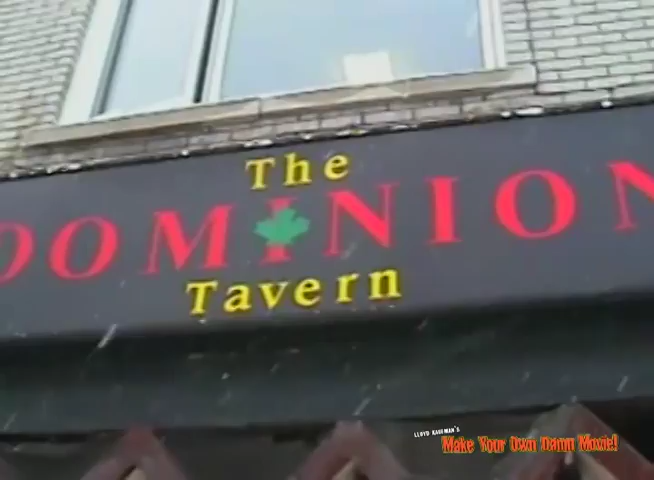 The
DOMINION
Tavern
LLOYD KAUFMAN'S
Make Your Own Damn Movie!